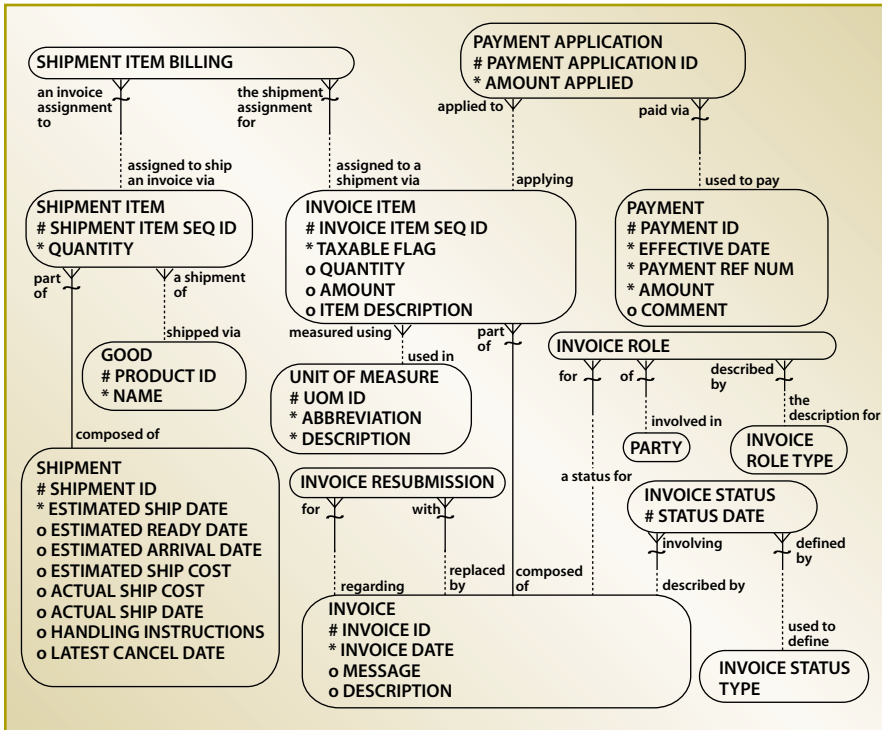 SHIPMENT ITEM BILLING
an invoice
assignment
to
the shipment
assignment
for
assigned to ship
an invoice via
assigned to a
shipment via
PAYMENT APPLICATION
# PAYMENT APPLICATION ID
* AMOUNT APPLIED
applied to
paid via
applying
used to pay
SHIPMENT ITEM
# SHIPMENT ITEM SEQ ID
* QUANTITY
part
of
a shipment
of
shipped via
INVOICE ITEM
# INVOICE ITEM SEQ ID
* TAXABLE FLAG
o QUANTITY
o AMOUNT
o ITEM DESCRIPTION
measured using
part
of
used in
PAYMENT
# PAYMENT ID
* EFFECTIVE DATE
* PAYMENT REF NUM
* AMOUNT
o COMMENT
GOOD
# PRODUCT ID
* NAME
composed of
UNIT OF MEASURE
# UOM ID
* ABBREVIATION
* DESCRIPTION
INVOICE ROLE
for
of
described
by
the
description for
involved in
PARTY
INVOICE
ROLE TYPE
a status for
SHIPMENT
# SHIPMENT ID
* ESTIMATED SHIP DATE
o ESTIMATED READY DATE
o ESTIMATED ARRIVAL DATE
o ESTIMATED SHIP COST
o ACTUAL SHIP COST
o ACTUAL SHIP DATE
o HANDLING INSTRUCTIONS
o LATEST CANCEL DATE
INVOICE RESUBMISSION
for
with
regarding
replaced
by
composed
of
INVOICE STATUS
# STATUS DATE
involving
defined
by
described by
used to
define
INVOICE
# INVOICE ID
* INVOICE DATE
o MESSAGE
o DESCRIPTION
INVOICE STATUS
TYPE